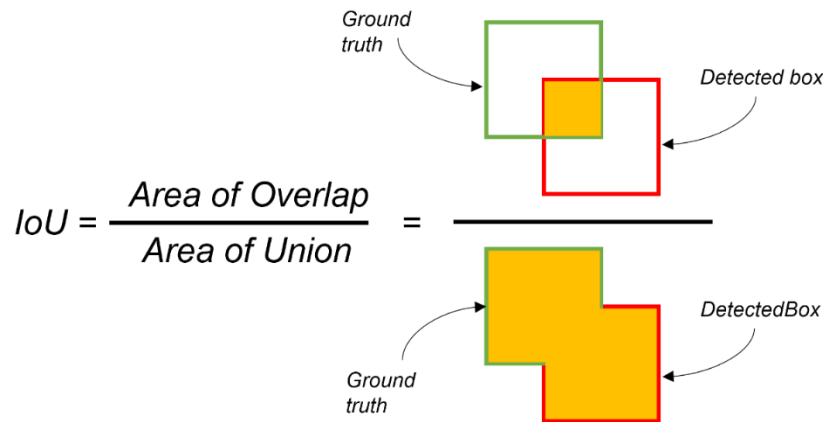 Ground
truth
Detected box
IoU = Area of Overlap =
Area of Union
DetectedBox
Ground
truth